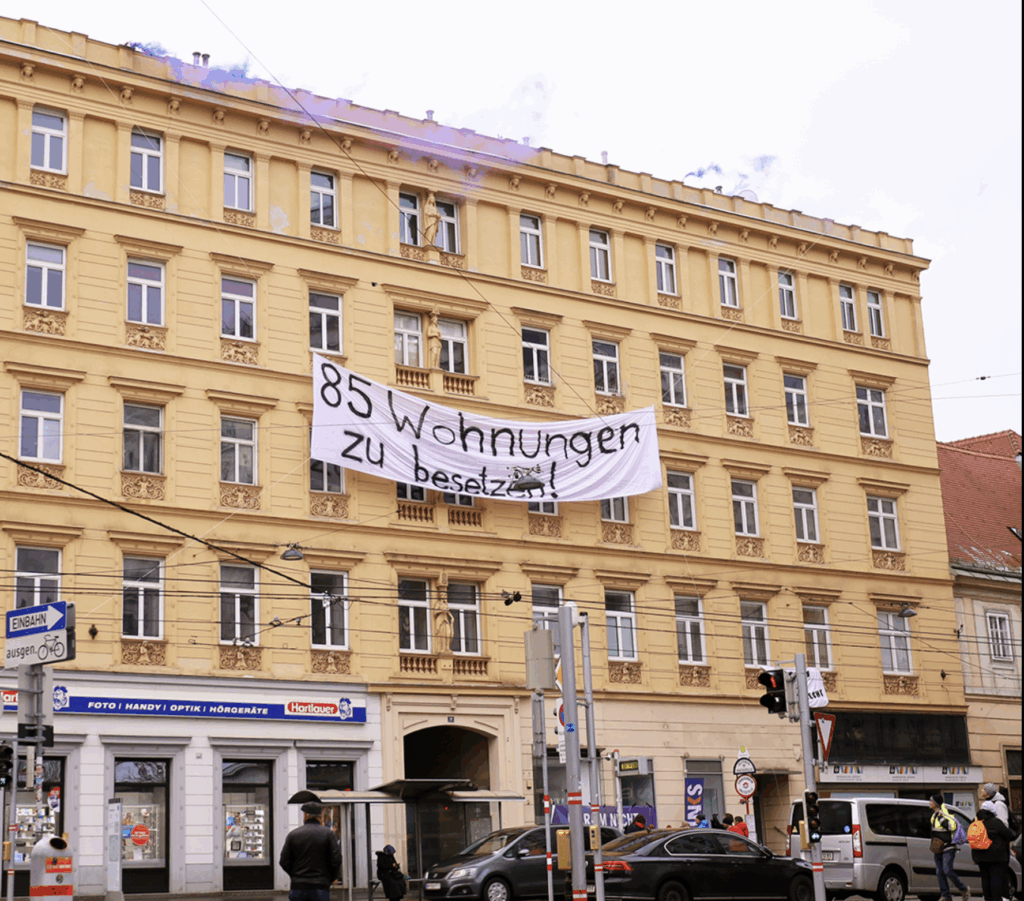 85 Wohnungen
zu besetzen!
EINBAHN
ausgen.
FOTO | HANDY | OPTIK | HÖRGERÄTE
Hartlauer